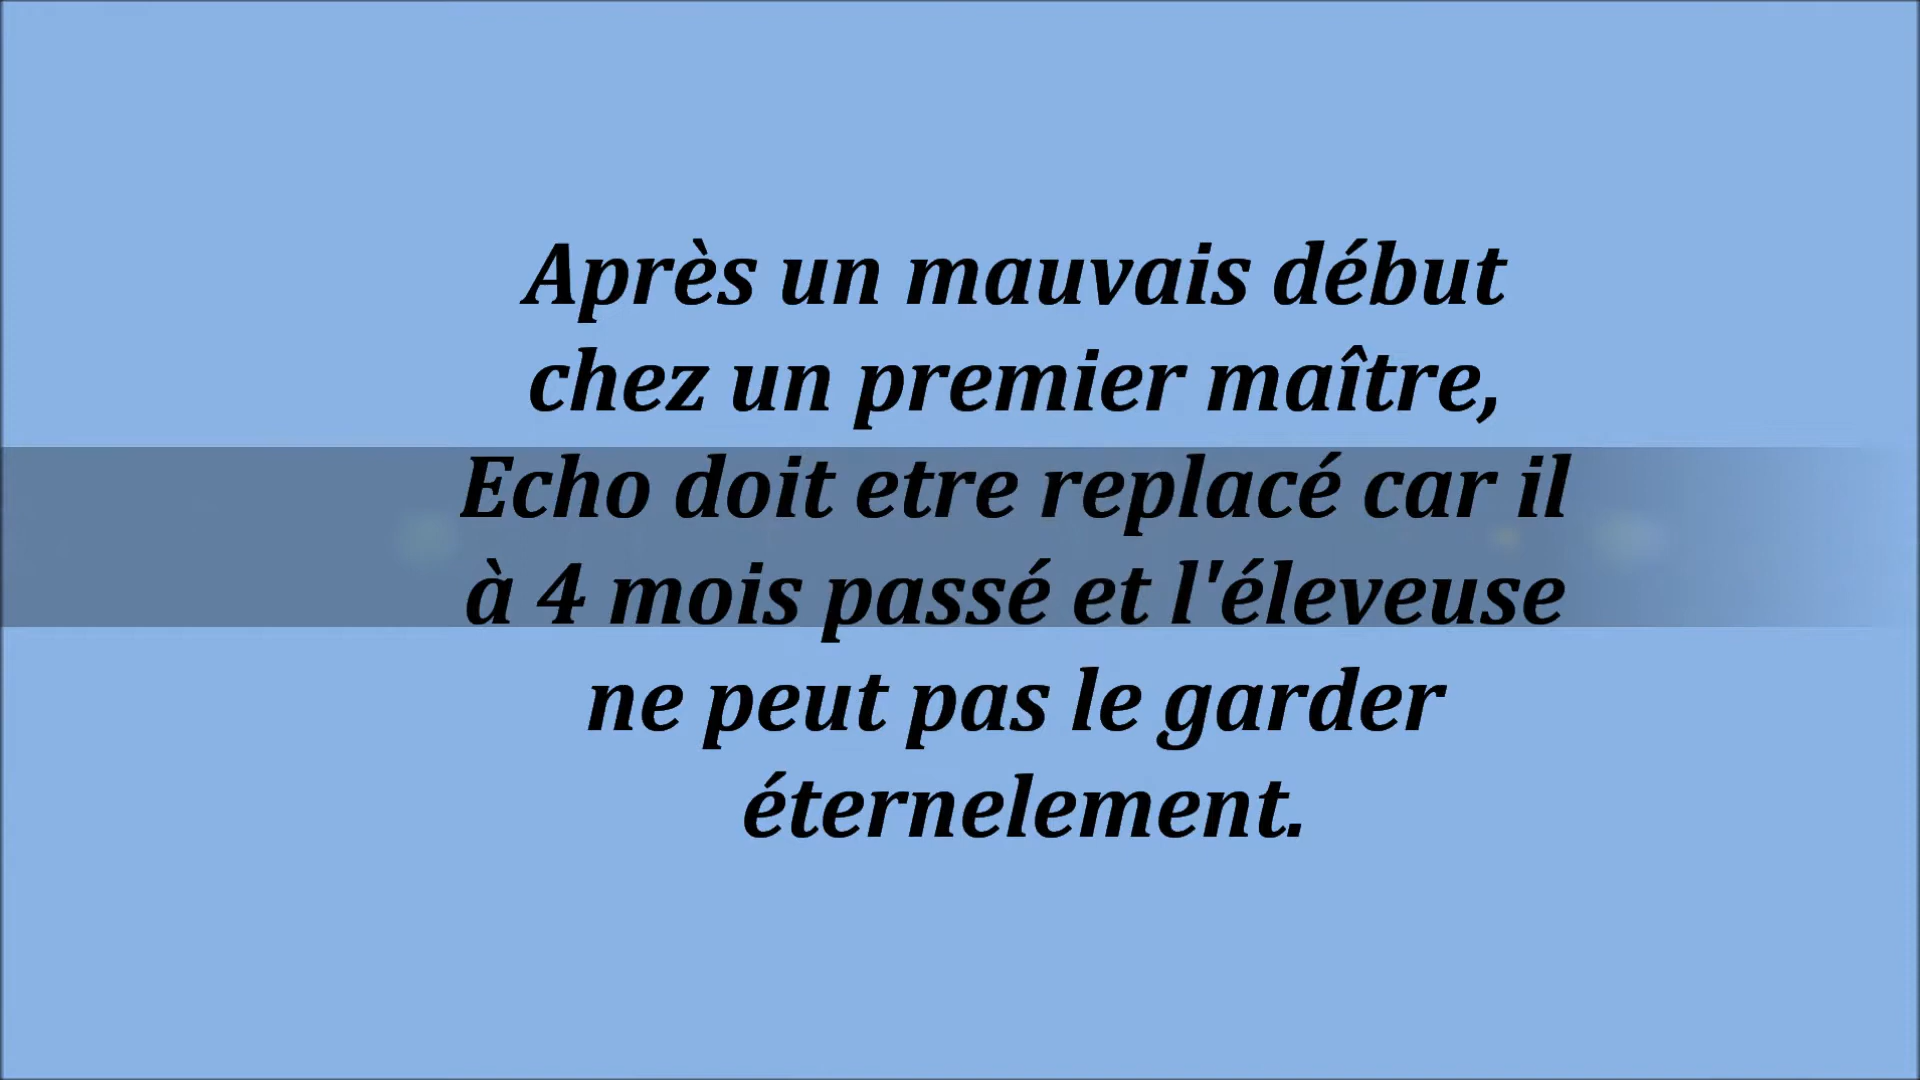 Après un mauvais début
chez un premier maître,
Echo doit etre replacé car il
à 4 mois passé et l'éleveuse
ne peut pas le garder
éternelement.